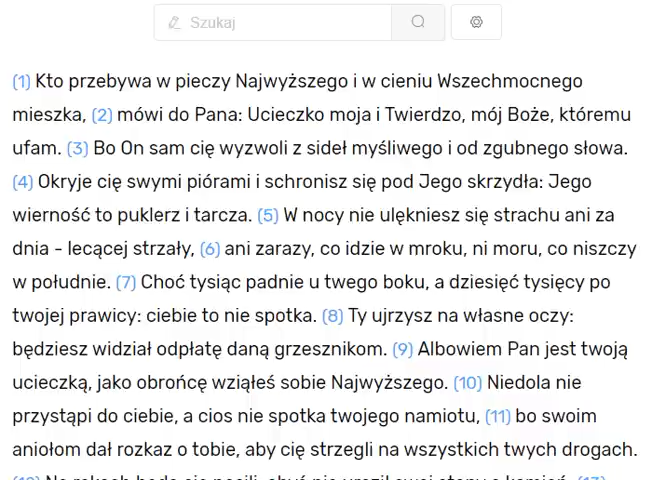 Szukaj
(1) Kto przebywa w pieczy Najwyższego i w cieniu Wszechmocnego
mieszka, (2) mówi do Pana: Ucieczko moja i Twierdzo, mój Boże, któremu
ufam. (3) Bo On sam cię wyzwoli z sideł myśliwego i od zgubnego słowa.
(4) Okryje cię swymi piórami i schronisz się pod Jego skrzydła: Jego
wierność to puklerz i tarcza. (5) W nocy nie ulękniesz się strachu ani za
dnia - lecącej strzały, (6) ani zarazy, co idzie w mroku, ni moru, co niszczy
w południe. (7) Choć tysiąc padnie u twego boku, a dziesięć tysięcy po
twojej prawicy: ciebie to nie spotka. (8) Ty ujrzysz na własne oczy:
będziesz widział odpłatę daną grzesznikom. (9) Albowiem Pan jest twoją
ucieczką, jako obrońcę wziąłeś sobie Najwyższego. (10) Niedola nie
przystąpi do ciebie, a cios nie spotka twojego namiotu, (11) bo swoim
aniołom dał rozkaz o tobie, aby cię strzegli na wszystkich twych drogach.